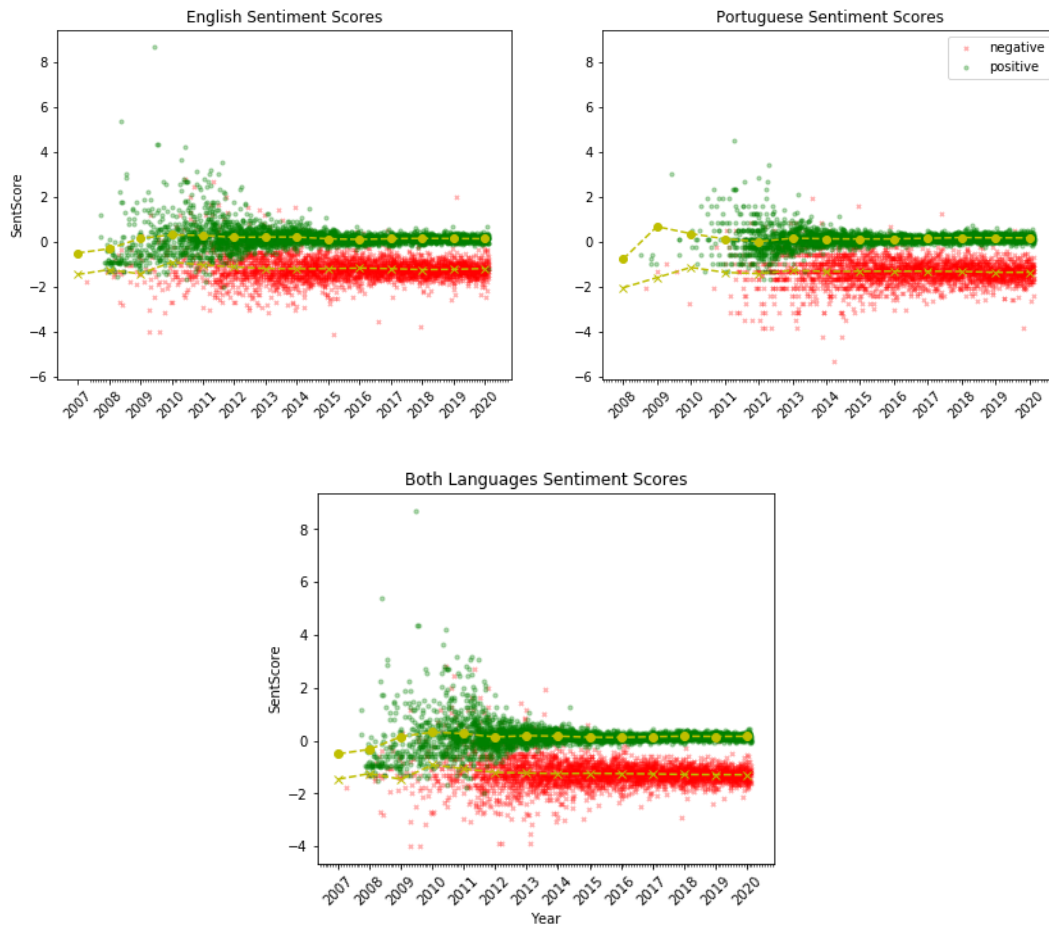 English Sentiment Scores
SentScore
8
6
4
2
0
−2
−4
−6
2007 2008 2009 2010 2011 2012 2013 2014 2015 2016 2017 2018 2019 2020
Portuguese Sentiment Scores
negative
positive
8
6
4
2
0
−2
−4
−6
2008 2009 2010 2011 2012 2013 2014 2015 2016 2017 2018 2019 2020
Both Languages Sentiment Scores
SentScore
8
6
4
2
0
−2
−4
2007 2008 2009 2010 2011 2012 2013 2014 2015 2016 2017 2018 2019 2020
Year